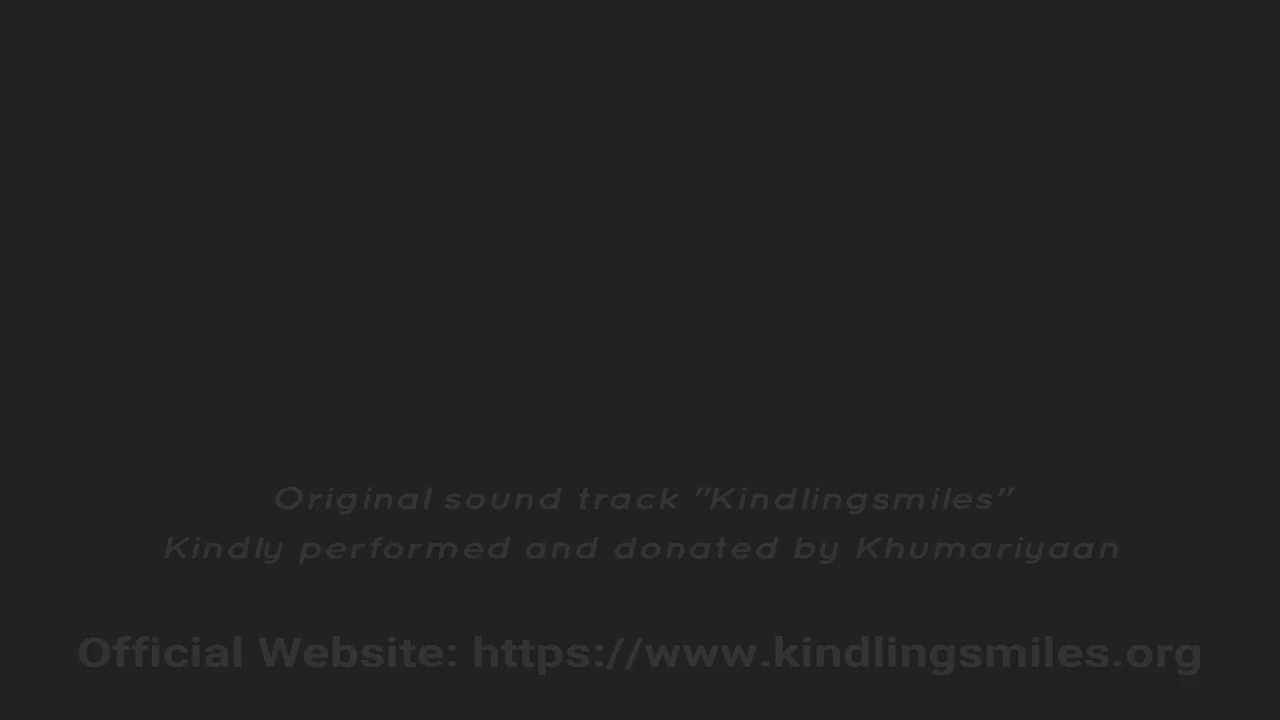 Original sound track "Kindlingsmiles"
Kindly performed and donated by Khumariyaan
Official Website: https://www.kindlingsmiles.org